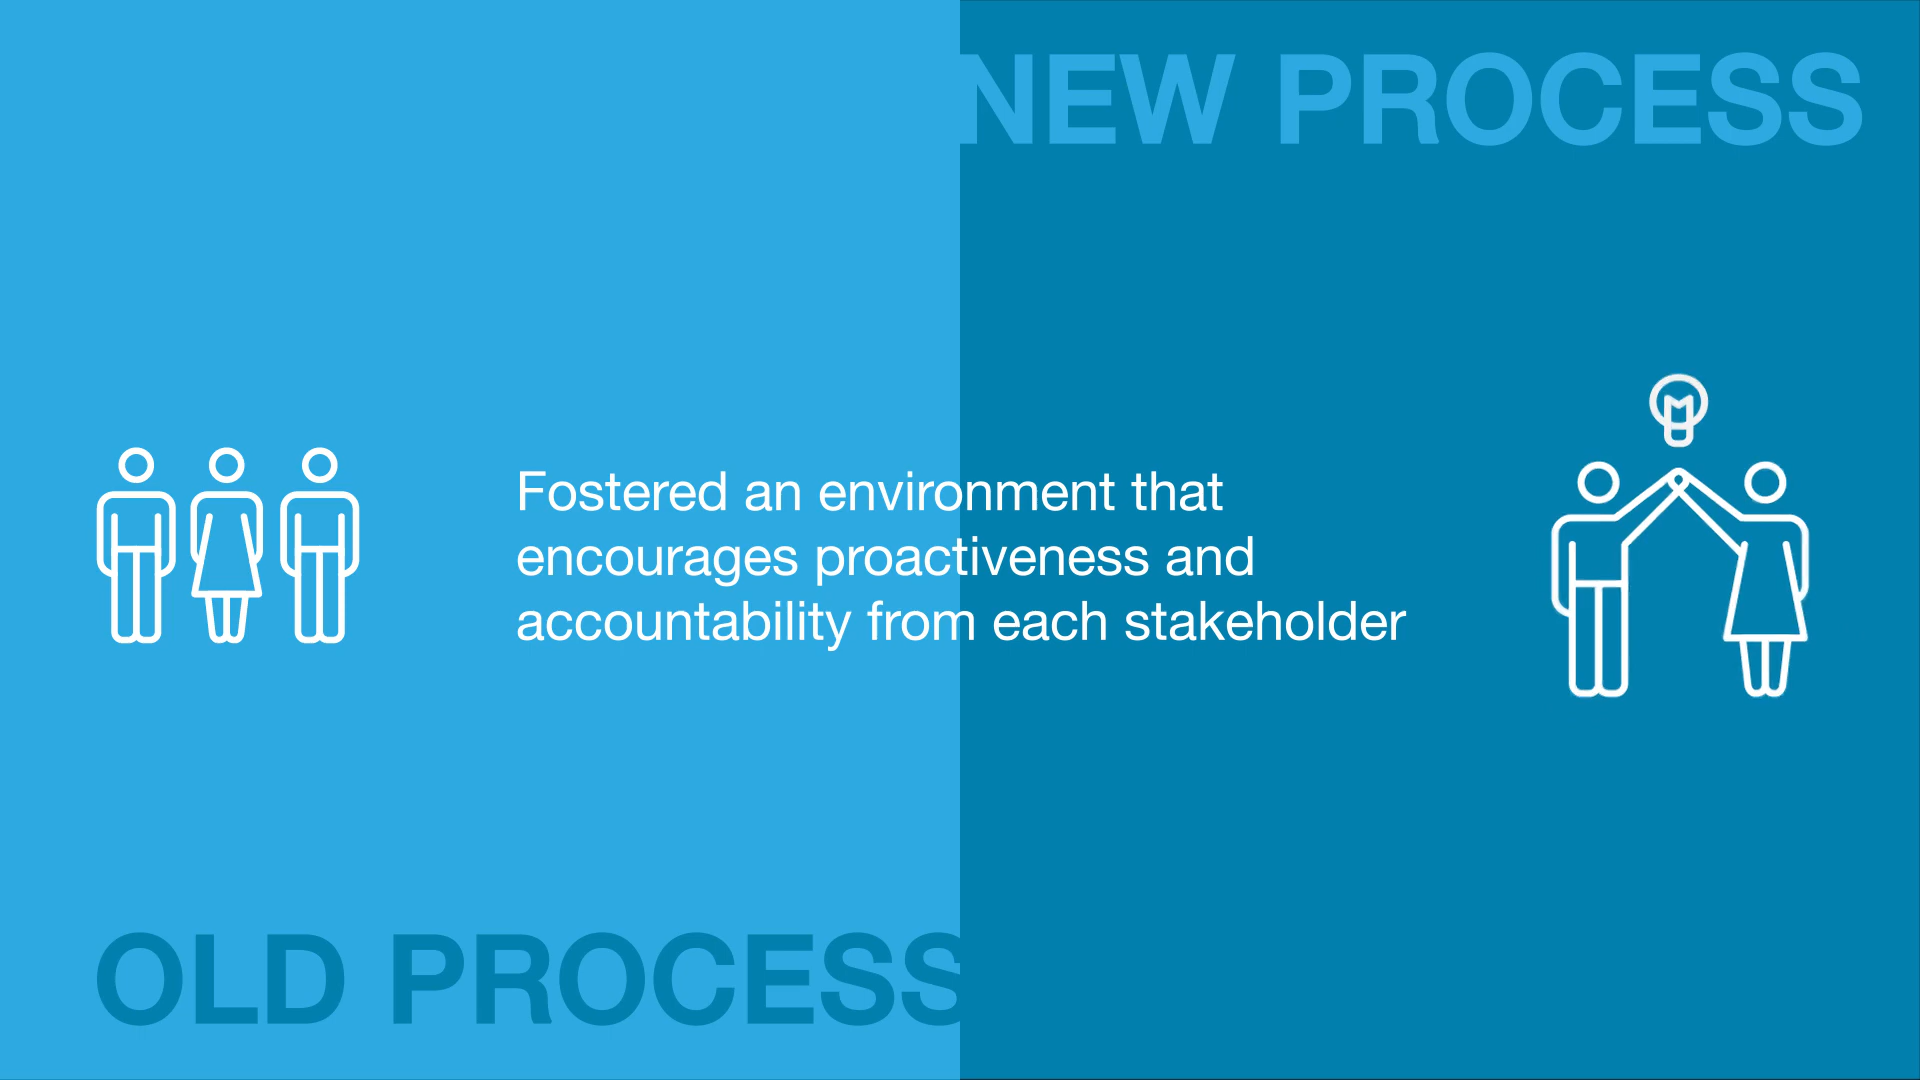 NEW PROCESS
Fostered an environment that
encourages proactiveness and
accountability from each stakeholder
OLD PROCESS